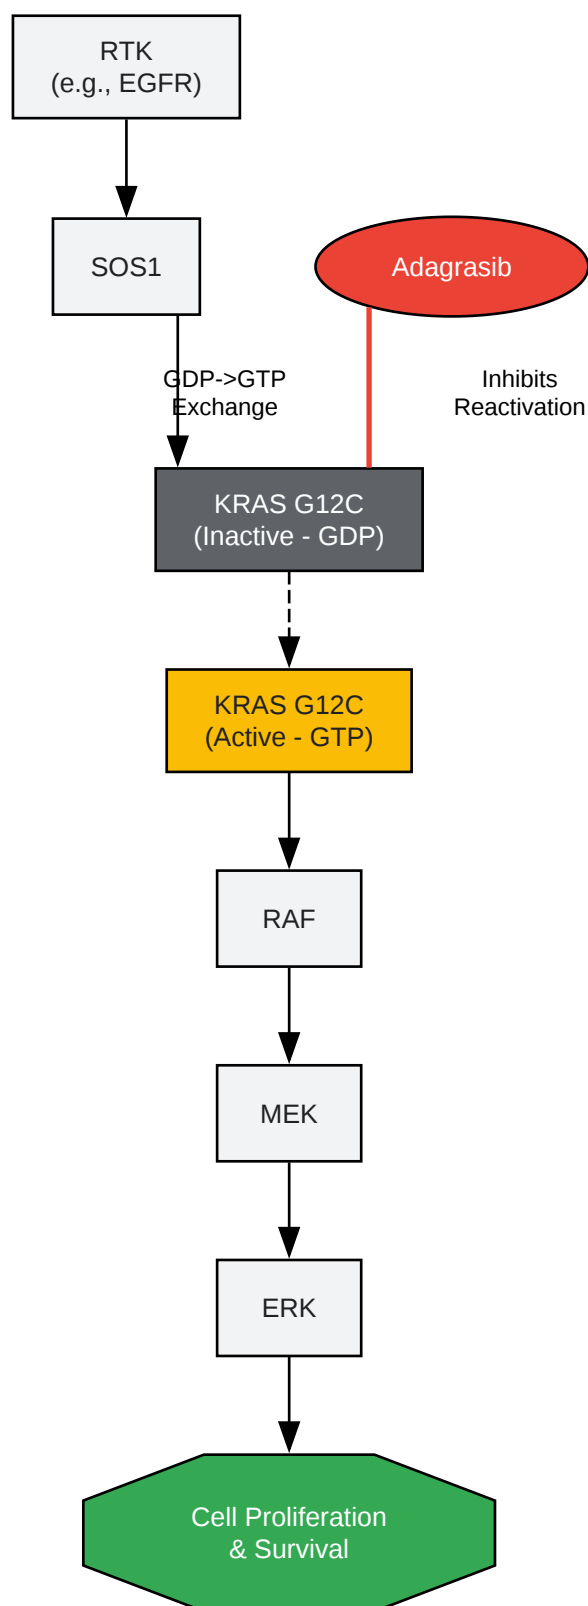 RTK
(e.g., EGFR)
SOS1
Adagrasib
GDP->GTP
Exchange
Inhibits
Reactivation
KRAS G12C
(Inactive - GDP)
KRAS G12C
(Active - GTP)
RAF
MEK
ERK
Cell Proliferation
& Survival